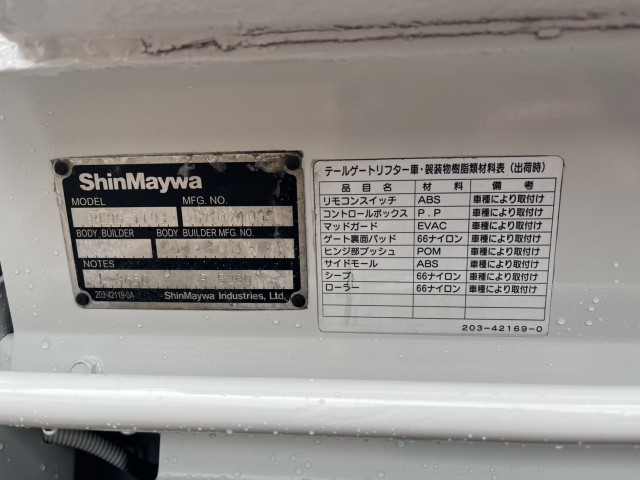 ShinMaywa
MODEL MFG. NO.
BODY BUILDER BODY BUILDER MFG. NO.
NOTES
203-42119-0A ShinMaywa Industries, Ltd.
テールゲートリフター車・架装物樹脂類材料表（出荷時）
品 名 材 料 備 考
リモコンスイッチ ABS 車種により取付け
コントロールボックス P.P 車種により取付け
マッドガード EVAC 車種により取付け
ゲート裏面パッド 66ナイロン 車種により取付け
ヒンジ部ブッシュ POM 車種により取付け
サイドモール ABS 車種により取付け
シーブ 66ナイロン 車種により取付け
ローラー 66ナイロン 車種により取付け
203-42169-0